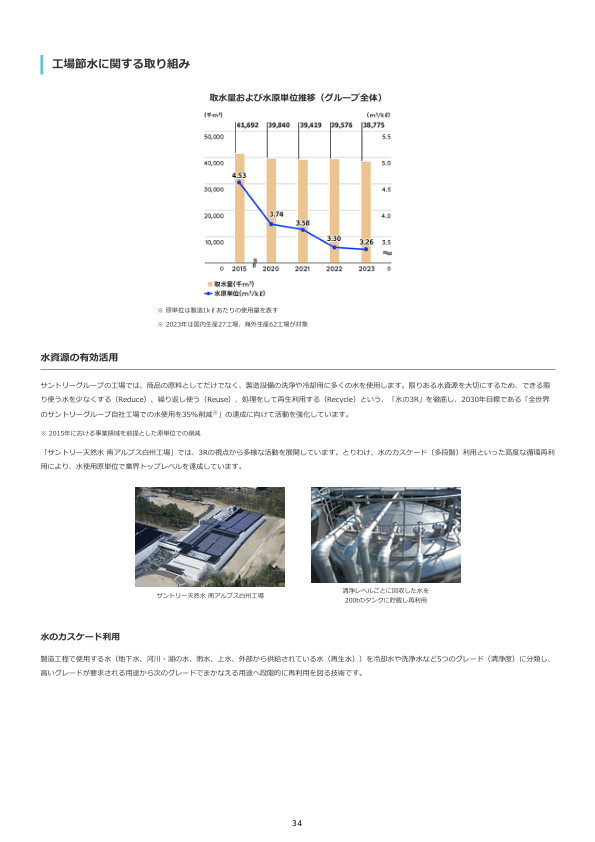 工場節水に関する取り組み
取水量および水原単位推移（グループ全体）
(千m³) (m³/kℓ)
41,692 39,840 39,419 39,576 38,775
50,000 5.5
40,000 5.0
4.53
30,000 4.5
3.74
20,000 4.0
3.58
3.30 3.26
10,000 3.5
0 2015 2020 2021 2022 2023 0
取水量(千m³)
水原単位(m³/kℓ)
※ 原単位は製造1kℓあたりの使用量を表す
※ 2023年は国内生産27工場、海外生産62工場が対象
水資源の有効活用
サントリーグループの工場では、商品の原料としてだけでなく、製造設備の洗浄や冷却用に多くの水を使用します。限りある水資源を大切にするため、できる限
り使う水を少なくする（Reduce）、繰り返し使う（Reuse）、処理をして再生利用する（Recycle）という、「水の3R」を徹底し、2030年目標である「全世界
のサントリーグループ自社工場での水使用を35%削減※」の達成に向けて活動を強化しています。
※ 2015年における事業領域を前提とした原単位での削減
「サントリー天然水 南アルプス白州工場」では、3Rの視点から多様な活動を展開しています。とりわけ、水のカスケード（多段階）利用といった高度な循環再利
用により、水使用原単位で業界トップレベルを達成しています。
サントリー天然水 南アルプス白州工場
清浄レベルごとに回収した水を
200tのタンクに貯蔵し再利用
水のカスケード利用
製造工程で使用する水（地下水、河川・湖の水、雨水、上水、外部から供給されている水（再生水））を冷却水や洗浄水など5つのグレード（清浄度）に分類し、
高いグレードが要求される用途から次のグレードでまかなえる用途へ段階的に再利用を図る技術です。
34